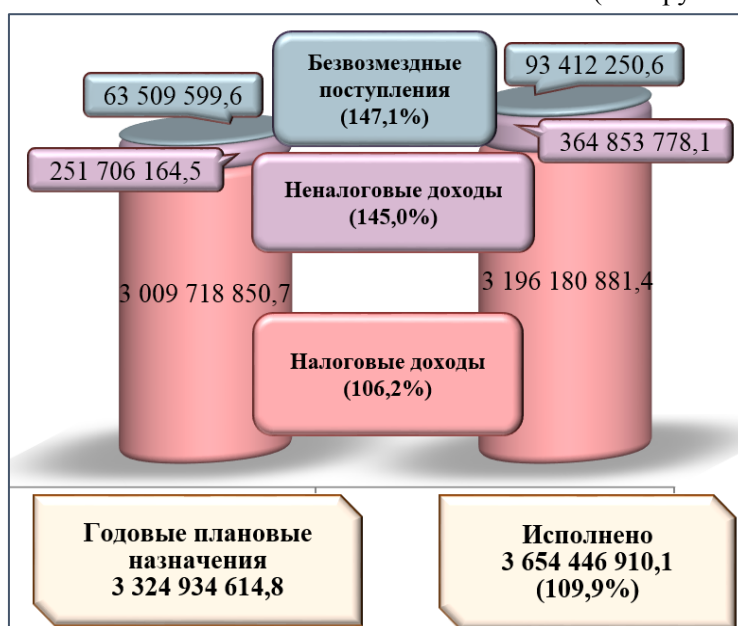 63 509 599,6
Безвозмездные
поступления
(147,1%)
93 412 250,6
251 706 164,5
364 853 778,1
Неналоговые доходы
(145,0%)
3 009 718 850,7
3 196 180 881,4
Налоговые доходы
(106,2%)
Годовые плановые
назначения
3 324 934 614,8
Исполнено
3 654 446 910,1
(109,9%)